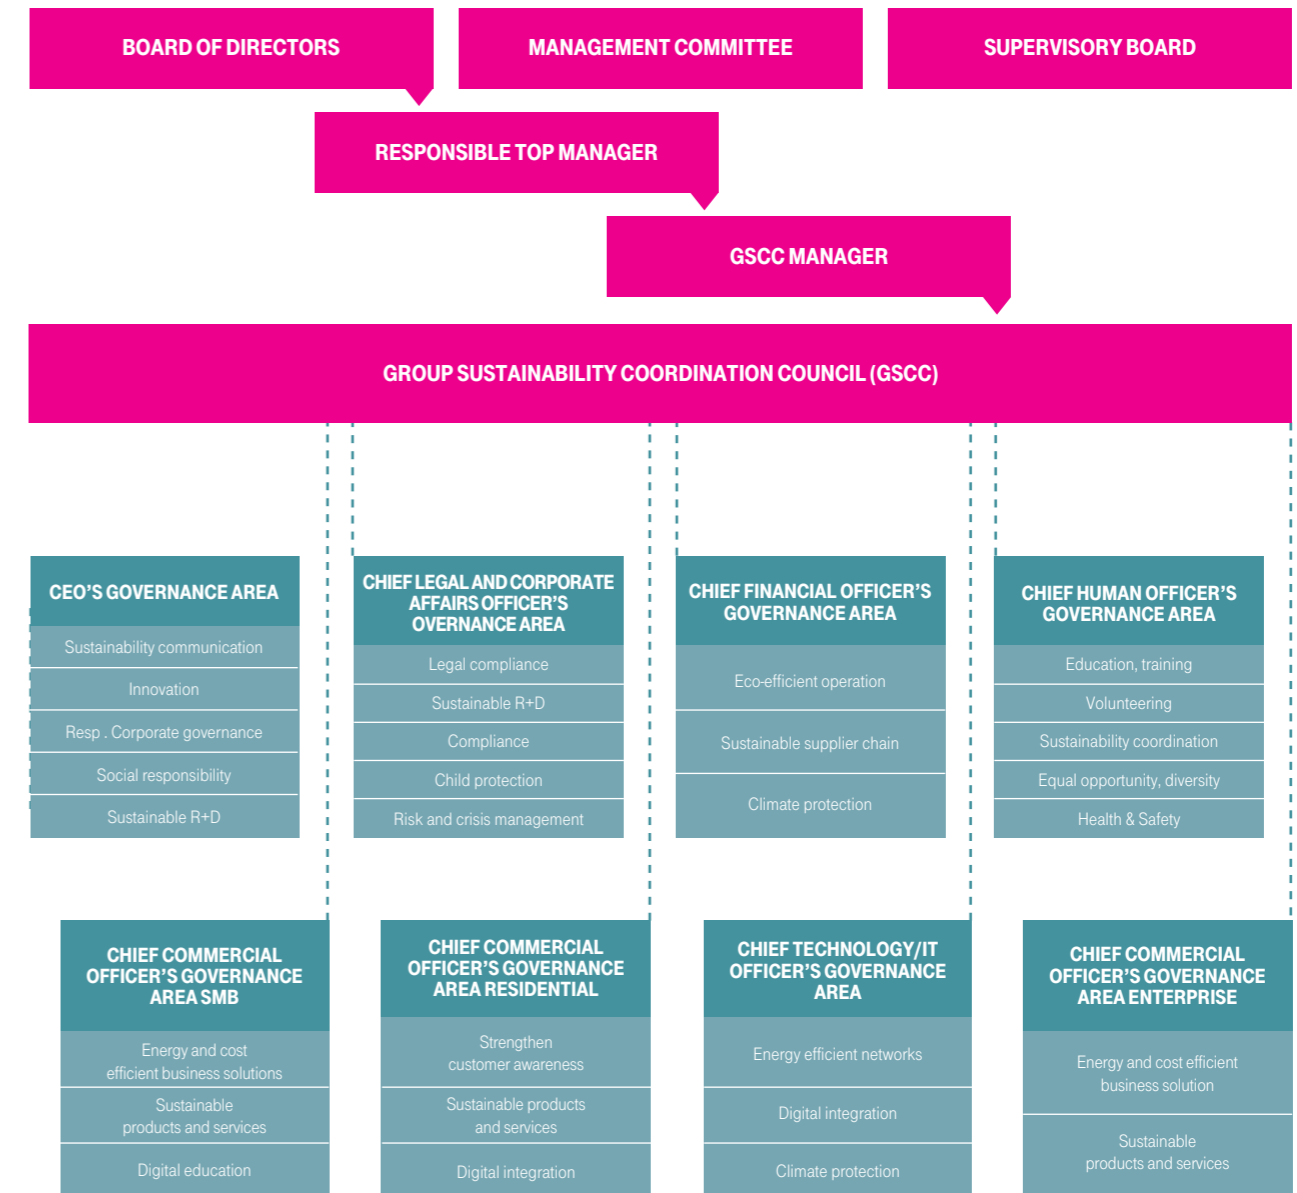 BOARD OF DIRECTORS
MANAGEMENT COMMITTEE
SUPERVISORY BOARD
RESPONSIBLE TOP MANAGER
GSCC MANAGER
GROUP SUSTAINABILITY COORDINATION COUNCIL (GSCC)
CEO'S GOVERNANCE AREA
Sustainability communication
Innovation
Resp . Corporate governance
Social responsibility
Sustainable R+D
CHIEF LEGAL AND CORPORATE
AFFAIRS OFFICER'S
OVERNANCE AREA
Legal compliance
Sustainable R+D
Compliance
Child protection
Risk and crisis management
CHIEF FINANCIAL OFFICER'S
GOVERNANCE AREA
Eco-efficient operation
Sustainable supplier chain
Climate protection
CHIEF HUMAN OFFICER'S
GOVERNANCE AREA
Education, training
Volunteering
Sustainability coordination
Equal opportunity, diversity
Health & Safety
CHIEF COMMERCIAL
OFFICER'S GOVERNANCE
AREA SMB
Energy and cost
efficient business solutions
Sustainable
products and services
Digital education
CHIEF COMMERCIAL
OFFICER'S GOVERNANCE
AREA RESIDENTIAL
Strengthen
customer awareness
Sustainable products
and services
Digital integration
CHIEF TECHNOLOGY/IT
OFFICER'S GOVERNANCE
AREA
Energy efficient networks
Digital integration
Climate protection
CHIEF COMMERCIAL
OFFICER'S GOVERNANCE
AREA ENTERPRISE
Energy and cost efficient
business solution
Sustainable
products and services